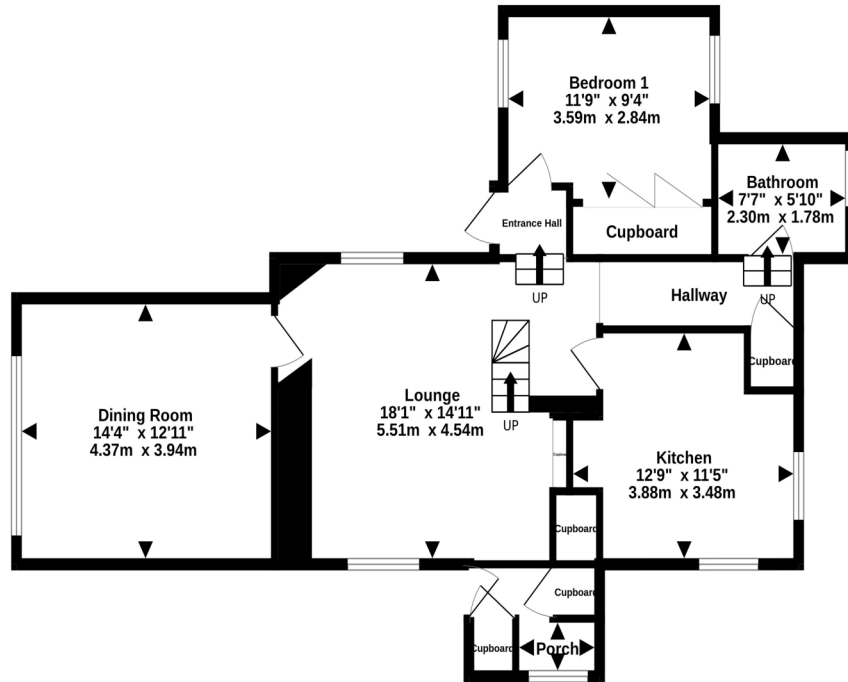 Bedroom 1
11'9" x 9'4"
3.59m x 2.84m
Bathroom
7'7" x 5'10"
2.30m x 1.78m
Entrance Hall
Cupboard
UP
Hallway
UP
Cupboard
Lounge
18'1" x 14'11"
5.51m x 4.54m
UP
Dining Room
14'4" x 12'11"
4.37m x 3.94m
Kitchen
12'9" x 11'5"
3.88m x 3.48m
Cupboard
Cupboard
Cupboard
Porch